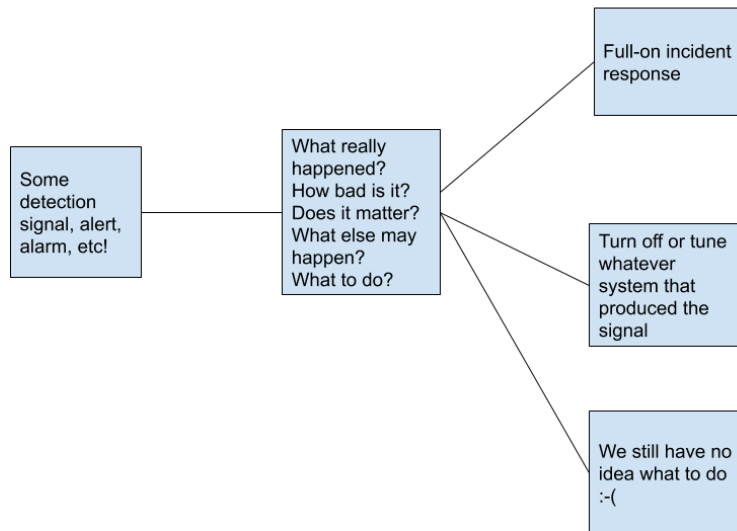 Some
detection
signal, alert,
alarm, etc!
What really
happened?
How bad is it?
Does it matter?
What else may
happen?
What to do?
Full-on incident
response
Turn off or tune
whatever
system that
produced the
signal
We still have no
idea what to do
:-(